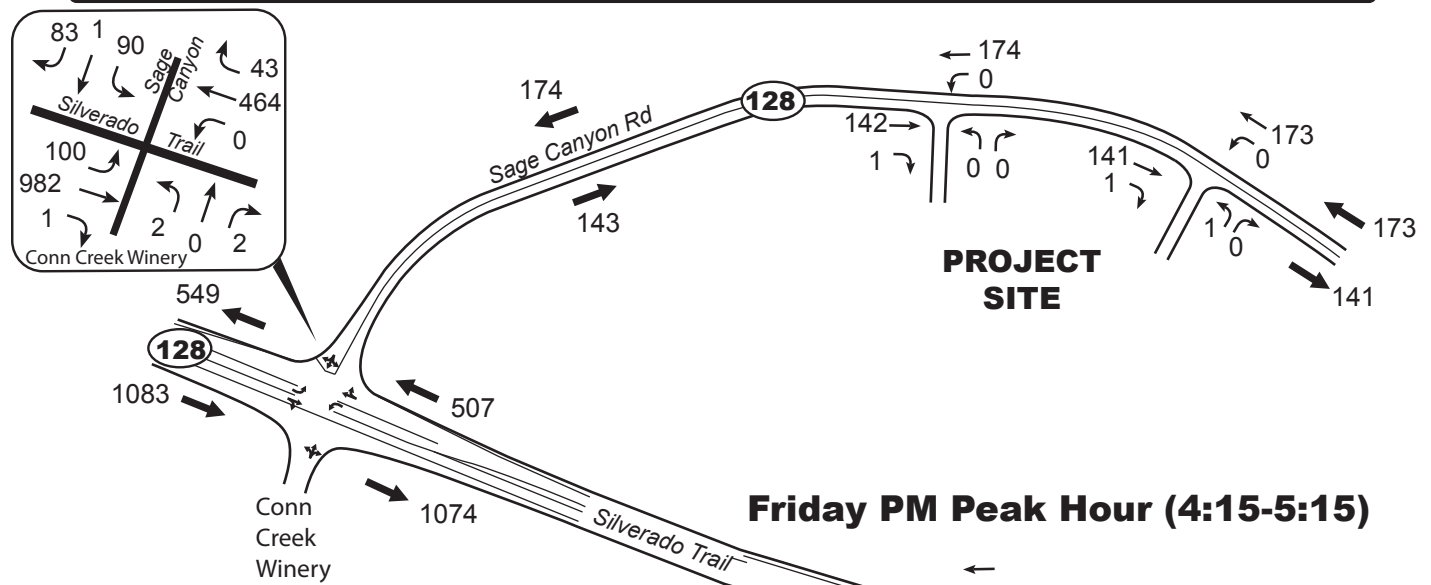 83 1
90
Sage
Canyon
43
464
0
Silverado
Trail
100
982
1
2
0
2
Conn Creek Winery
174
Sage Canyon Rd
143
128
174
0
142
1
0 0
141
1
173
0
1
0
173
141
PROJECT
SITE
549
128
1083
507
1074
Conn
Creek
Winery
Silverado Trail
Friday PM Peak Hour (4:15-5:15)